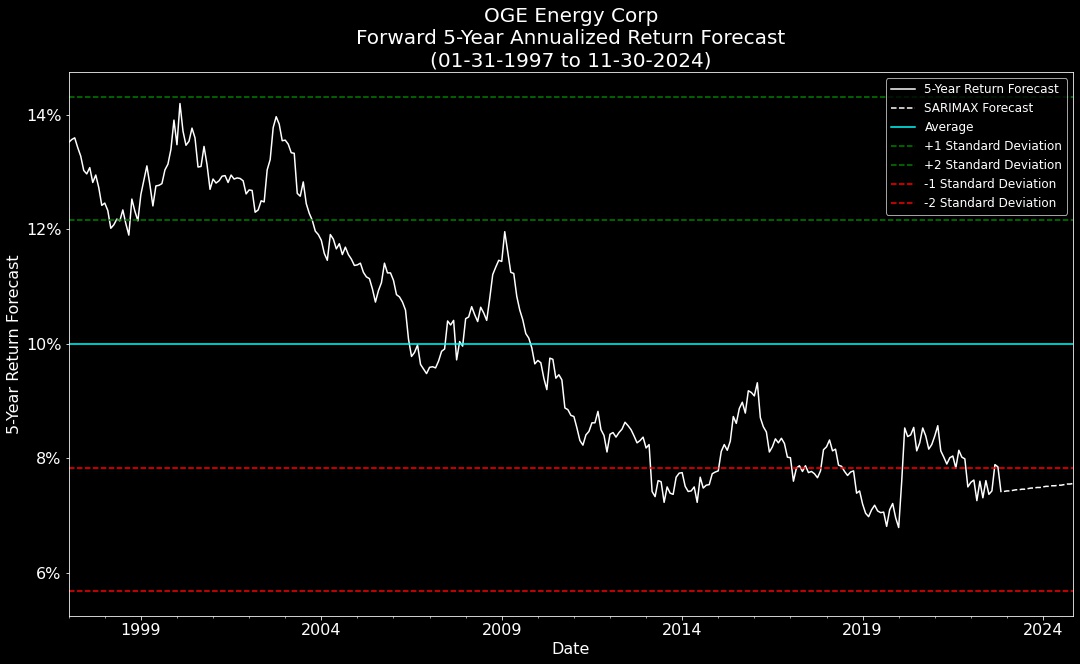 OGE Energy Corp
Forward 5-Year Annualized Return Forecast
(01-31-1997 to 11-30-2024)
5-Year Return Forecast
SARIMAX Forecast
Average
+1 Standard Deviation
+2 Standard Deviation
-1 Standard Deviation
-2 Standard Deviation
5-Year Return Forecast
14%
12%
10%
8%
6%
1999
2004
2009
2014
2019
2024
Date